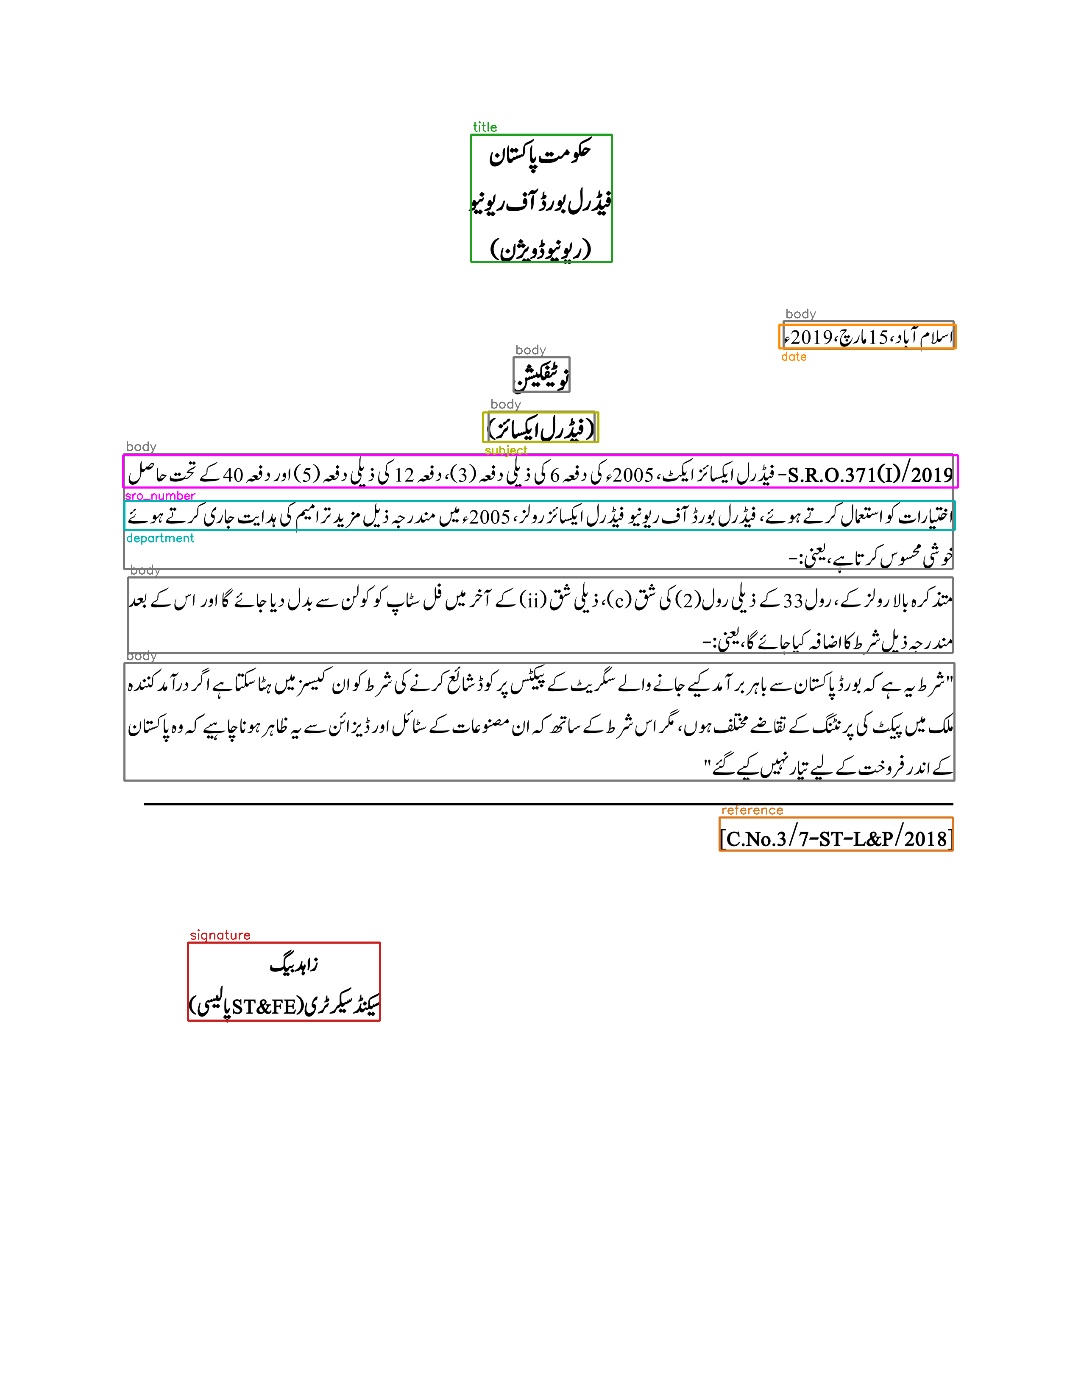 title
حکومت پاکستان
فیڈرل بورڈ آف ریونیو
(ریونیو ڈویژن)
body
اسلام آباد، 15 مارچ، 2019ء
date
body
نوٹیفکیشن
body
(فیڈرل ایکسائز)
subject
body
S.R.O.371(I)/2019- فیڈرل ایکسائز ایکٹ، 2005ء کی دفعہ 6 کی ذیلی دفعہ (3)، دفعہ 12 کی ذیلی دفعہ (5) اور دفعہ 40 کے تحت حاصل
sro_number
اختیارات کو استعمال کرتے ہوئے، فیڈرل بورڈ آف ریونیو فیڈرل ایکسائز رولز، 2005ء میں مندرجہ ذیل مزید ترامیم کی ہدایت جاری کرتے ہوئے
department
خوشی محسوس کرتا ہے، یعنی:-
body
متذکرہ بالا رولز کے، رول 33 کے ذیلی رول (2) کی شق (c)، ذیلی شق (ii) کے آخر میں فل سٹاپ کو کولن سے بدل دیا جائے گا اور اس کے بعد
مندرجہ ذیل شرط کا اضافہ کیا جائے گا، یعنی:-
body
"شرط یہ ہے کہ بورڈ پاکستان سے باہر برآمد کیے جانے والے سگریٹ کے پیکٹس پر کوڈ شائع کرنے کی شرط کو ان کیسز میں ہٹا سکتا ہے اگر درآمد کنندہ
ملک میں پیکٹ کی پرنٹنگ کے تقاضے مختلف ہوں، مگر اس شرط کے ساتھ کہ ان مصنوعات کے سٹائل اور ڈیزائن سے یہ ظاہر ہونا چاہیے کہ وہ پاکستان
کے اندر فروخت کے لیے تیار نہیں کیے گئے"
reference
[C.No.3/7-ST-L&P/2018]
signature
زاہد بیگ
سیکنڈ سیکرٹری (ST&FE پالیسی)